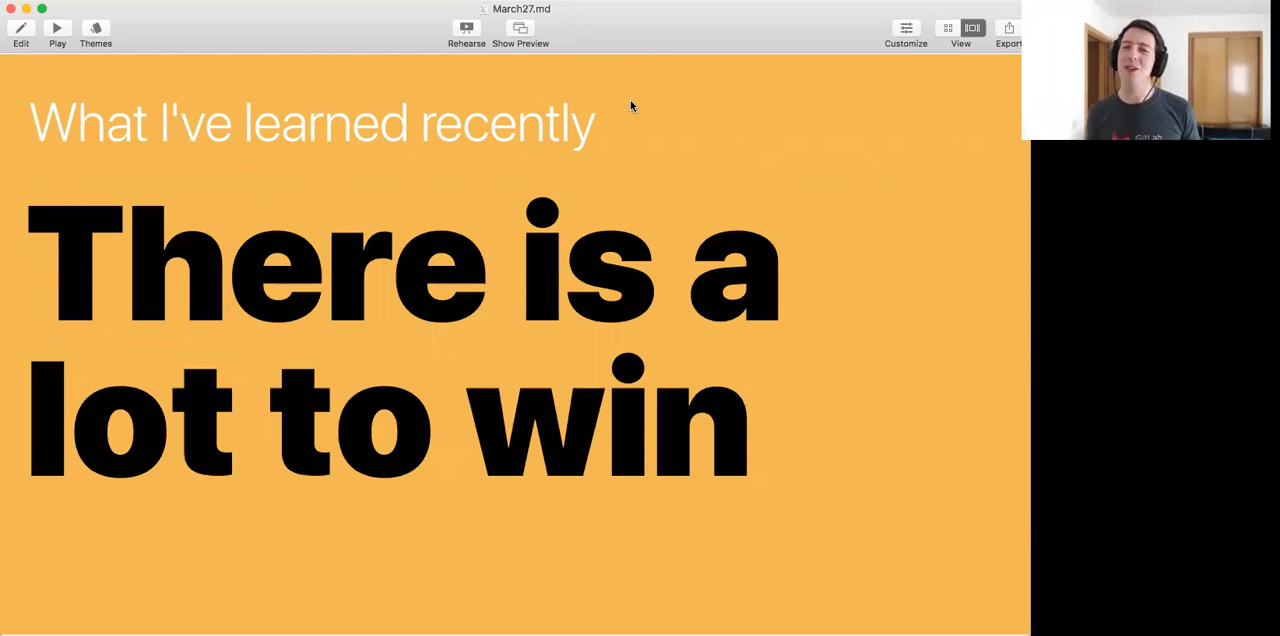 March27.md
Edit Play Themes Rehearse Show Preview Customize View Export
What I've learned recently
There is a
lot to win
GitLab